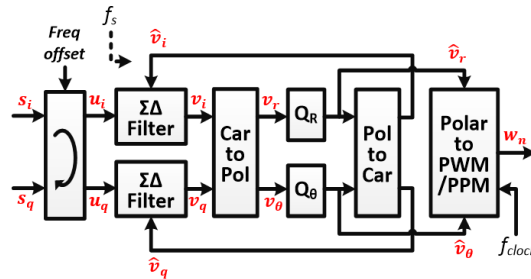 f_s
Freq
offset
v̂_i
v̂_r
s_i
u_i
ΣΔ
Filter
v_i
Car
to
Pol
v_r
Q_R
Pol
to
Car
Polar
to
PWM
/PPM
w_n
s_q
u_q
ΣΔ
Filter
v_q
v_θ
Q_θ
v̂_q
v̂_θ
f_clock